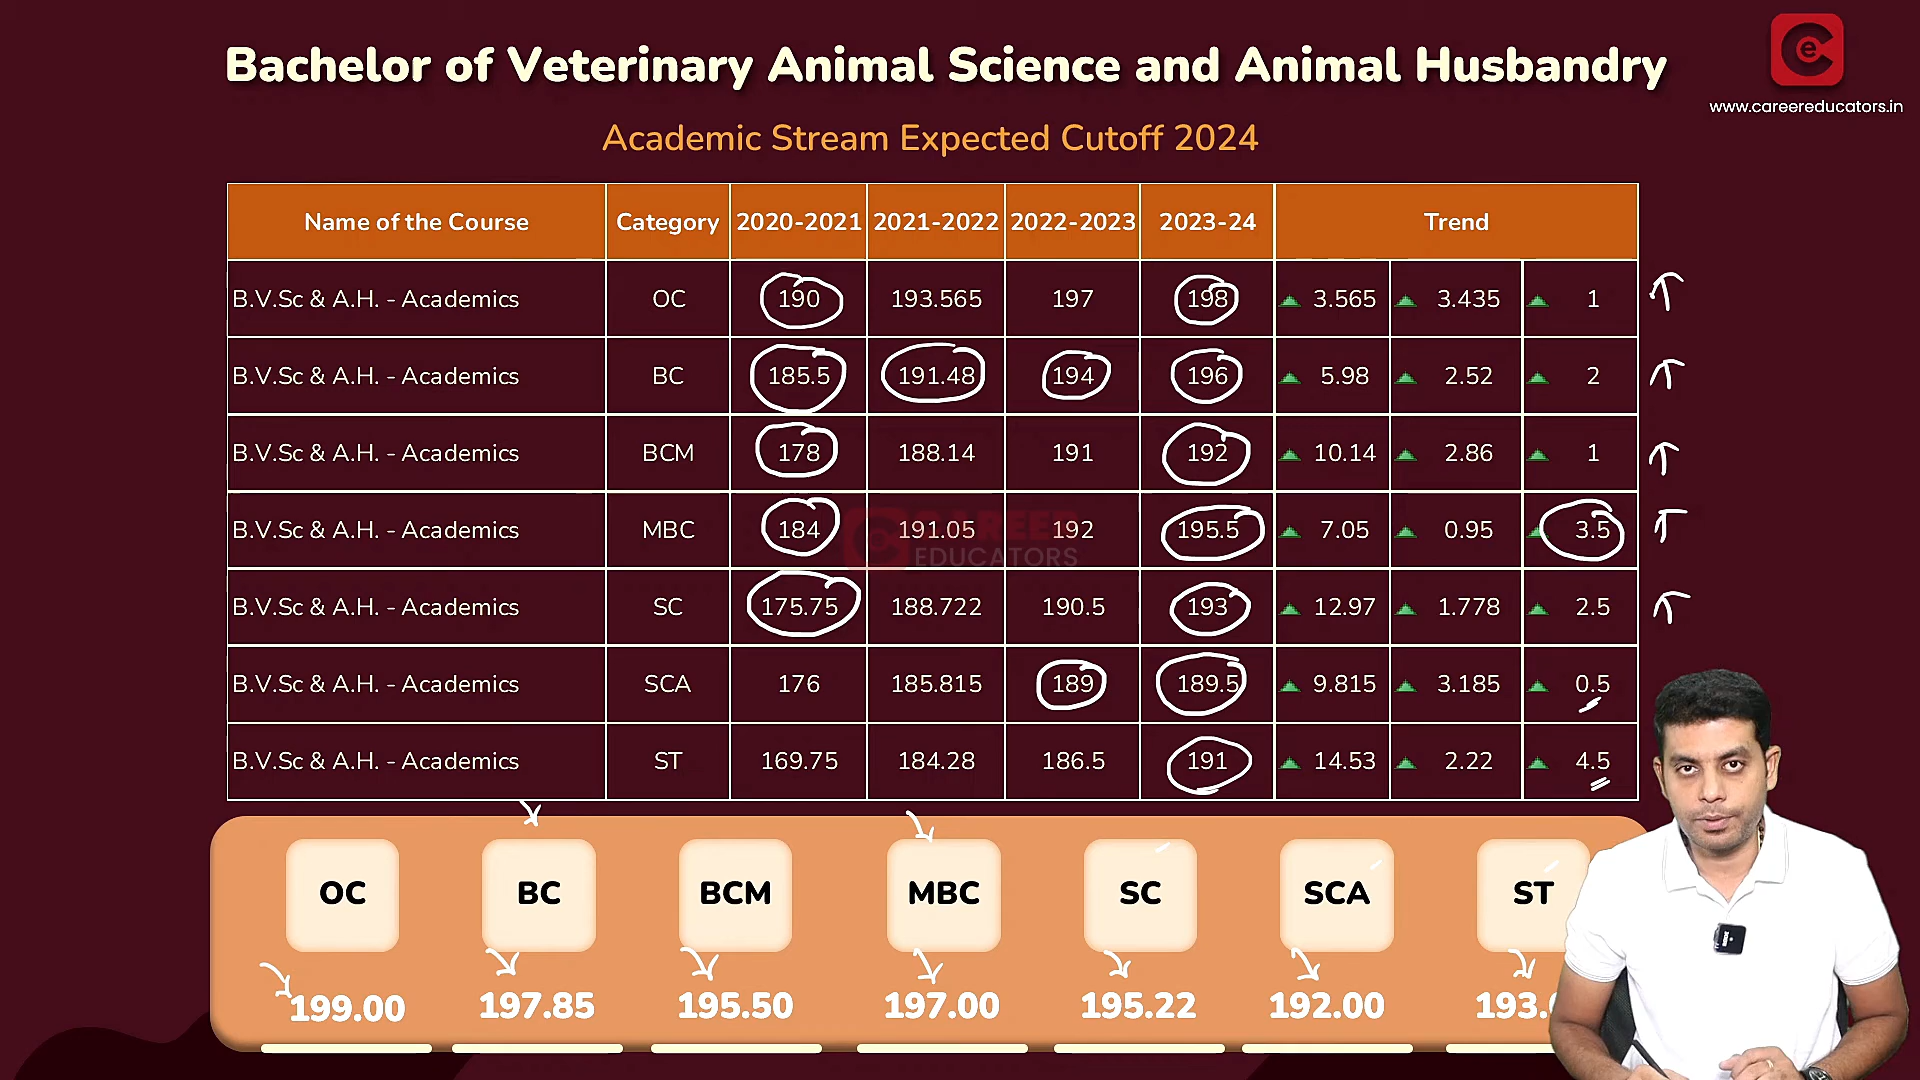 Bachelor of Veterinary Animal Science and Animal Husbandry
www.careereducators.in
Academic Stream Expected Cutoff 2024
Name of the Course Category 2020-2021 2021-2022 2022-2023 2023-24 Trend
B.V.Sc & A.H. - Academics OC 190 193.565 197 198 3.565 3.435 1
B.V.Sc & A.H. - Academics BC 185.5 191.48 194 196 5.98 2.52 2
B.V.Sc & A.H. - Academics BCM 178 188.14 191 192 10.14 2.86 1
B.V.Sc & A.H. - Academics MBC 184 191.05 192 195.5 7.05 0.95 3.5
CAREER
EDUCATORS
B.V.Sc & A.H. - Academics SC 175.75 188.722 190.5 193 12.97 1.778 2.5
B.V.Sc & A.H. - Academics SCA 176 185.815 189 189.5 9.815 3.185 0.5
B.V.Sc & A.H. - Academics ST 169.75 184.28 186.5 191 14.53 2.22 4.5
OC BC BCM MBC SC SCA ST
199.00 197.85 195.50 197.00 195.22 192.00